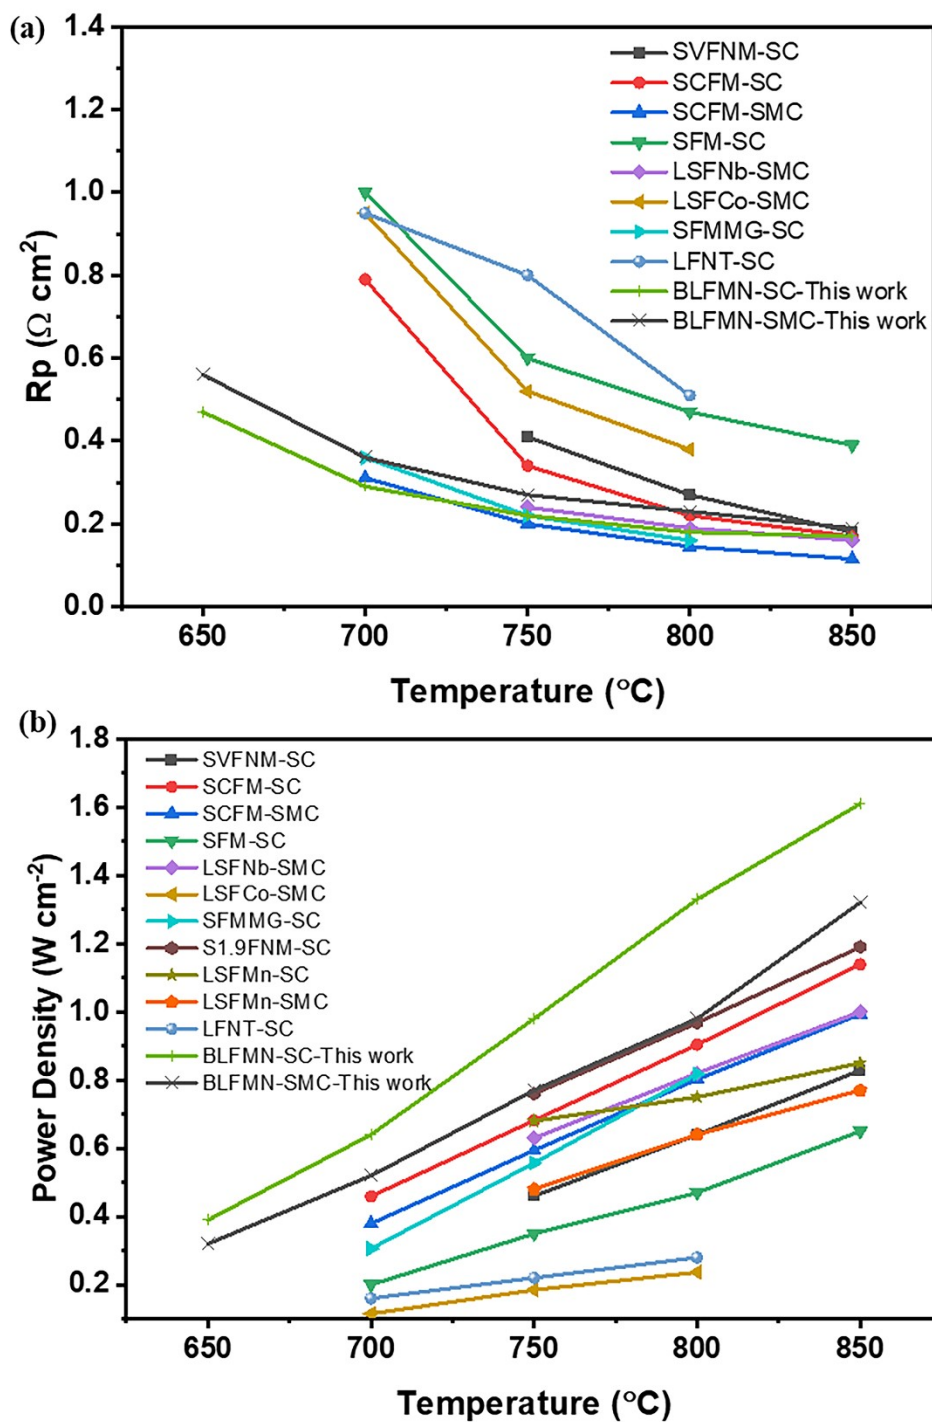 (a)
1.4
1.2
1.0
0.8
0.6
0.4
0.2
0.0
Rp (Ω cm²)
SVFNM-SC
SCFM-SC
SCFM-SMC
SFM-SC
LSFNb-SMC
LSFCo-SMC
SFMMG-SC
LFNT-SC
BLFMN-SC-This work
BLFMN-SMC-This work
650 700 750 800 850
Temperature (°C)
(b)
1.8
1.6
1.4
1.2
1.0
0.8
0.6
0.4
0.2
Power Density (W cm⁻²)
SVFNM-SC
SCFM-SC
SCFM-SMC
SFM-SC
LSFNb-SMC
LSFCo-SMC
SFMMG-SC
S1.9FNM-SC
LSFMn-SC
LSFMn-SMC
LFNT-SC
BLFMN-SC-This work
BLFMN-SMC-This work
650 700 750 800 850
Temperature (°C)